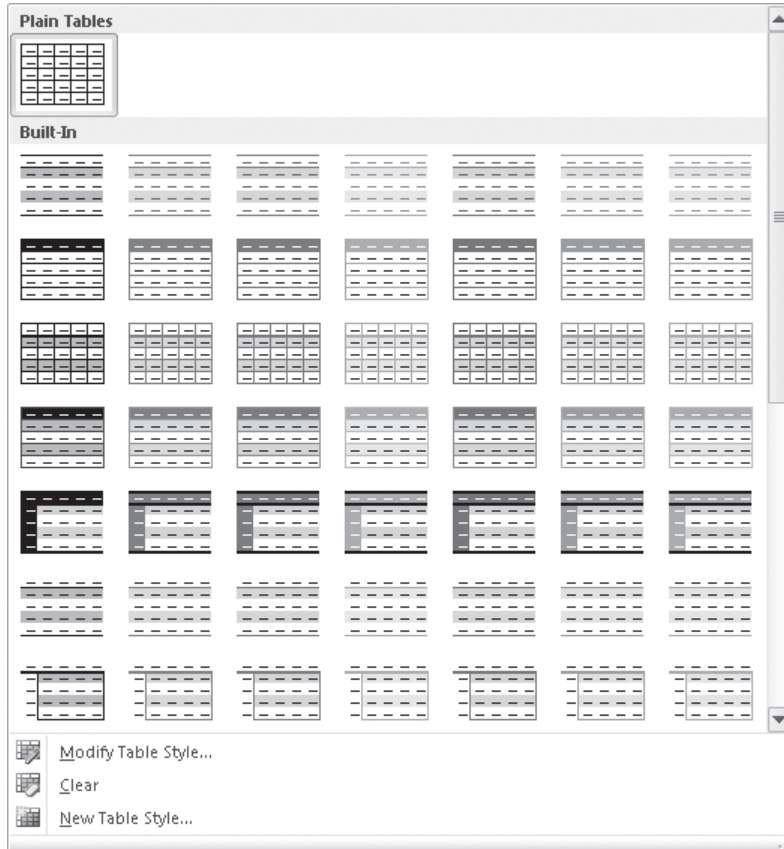 Plain Tables
Built-In
Modify Table Style...
Clear
New Table Style...